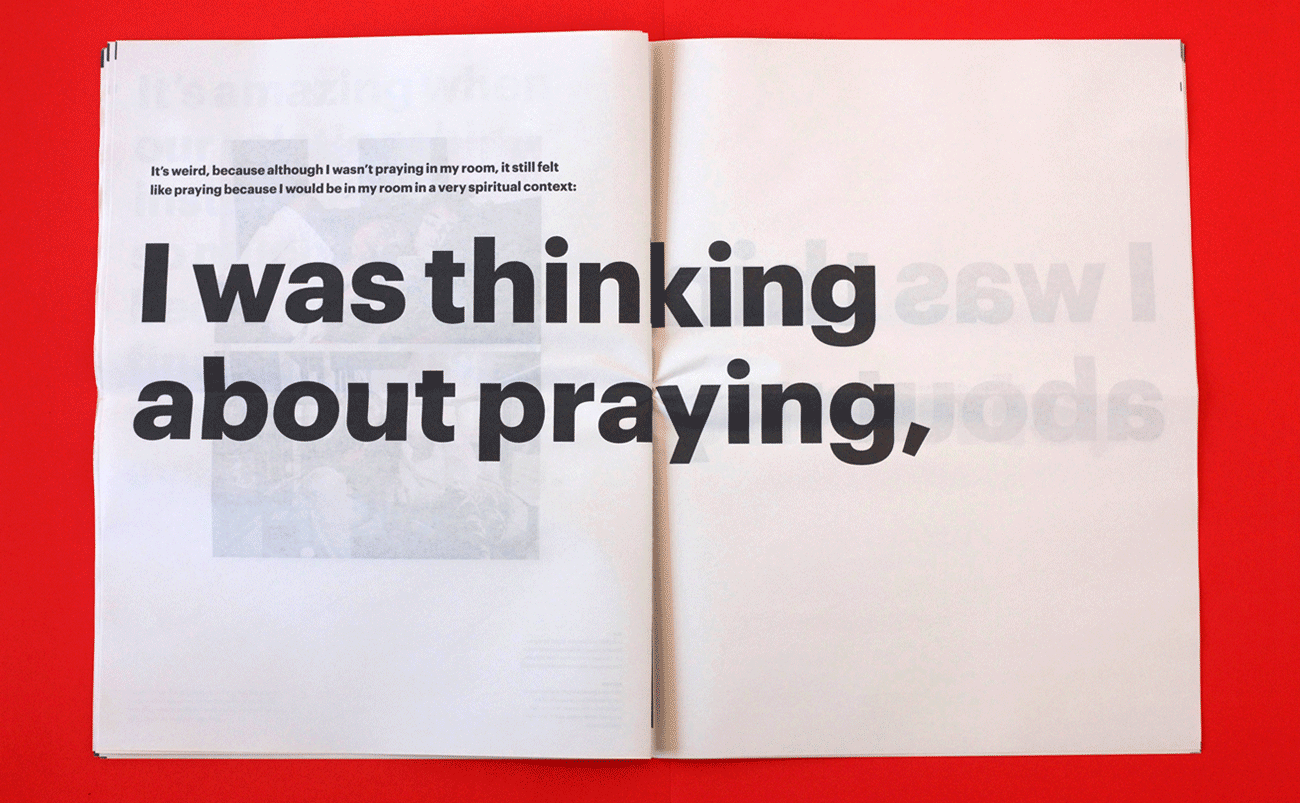 It’s weird, because although I wasn’t praying in my room, it still felt
like praying because I would be in my room in a very spiritual context:
I was thinking
about praying,